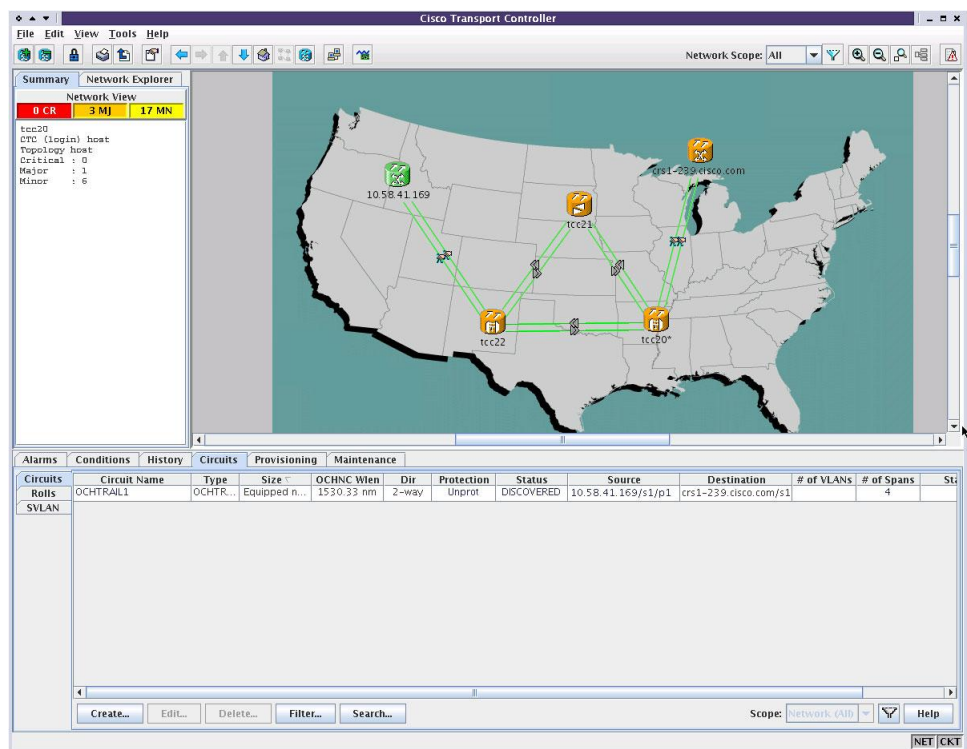 Cisco Transport Controller
File Edit View Tools Help
Network Scope: All
Summary Network Explorer
Network View
0 CR 3 MJ 17 MN
tcc20
CTC (login) host
Topology host
Critical : 0
Major : 1
Minor : 6
crs1-239.cisco.com
10.58.41.169
tcc21
tcc22
tcc20*
Alarms Conditions History Circuits Provisioning Maintenance
Circuits
Rolls
SVLAN
Circuit Name Type Size OCHNC Wlen Dir Protection Status Source Destination # of VLANs # of Spans Sta
OCHTRAIL1 OCHTR... Equipped n... 1530.33 nm 2-way Unprot DISCOVERED 10.58.41.169/s1/p1 crs1-239.cisco.com/s1 4
Create... Edit... Delete... Filter... Search... Scope: Network (All) Help
NET CKT